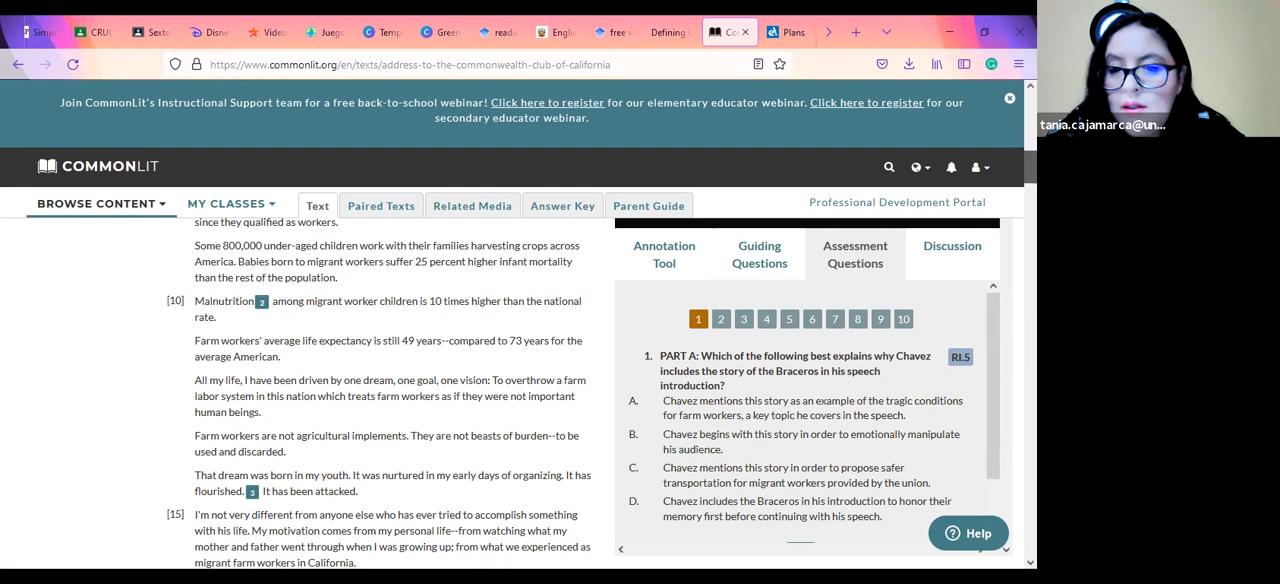 Simp
CRUC
Sexto
Disne
Video
Juego
Temp
Green
readi
Englis
free v
Defining
Co
Plans
https://www.commonlit.org/en/texts/address-to-the-commonwealth-club-of-california
Join CommonLit's Instructional Support team for a free back-to-school webinar! Click here to register for our elementary educator webinar. Click here to register for our
secondary educator webinar.
COMMONLIT
BROWSE CONTENT
MY CLASSES
Text
Paired Texts
Related Media
Answer Key
Parent Guide
Professional Development Portal
since they qualified as workers.
Some 800,000 under-aged children work with their families harvesting crops across
America. Babies born to migrant workers suffer 25 percent higher infant mortality
than the rest of the population.
[10] Malnutrition 2 among migrant worker children is 10 times higher than the national
rate.
Farm workers' average life expectancy is still 49 years--compared to 73 years for the
average American.
All my life, I have been driven by one dream, one goal, one vision: To overthrow a farm
labor system in this nation which treats farm workers as if they were not important
human beings.
Farm workers are not agricultural implements. They are not beasts of burden--to be
used and discarded.
That dream was born in my youth. It was nurtured in my early days of organizing. It has
flourished. 3 It has been attacked.
[15] I'm not very different from anyone else who has ever tried to accomplish something
with his life. My motivation comes from my personal life--from watching what my
mother and father went through when I was growing up; from what we experienced as
migrant farm workers in California.
Annotation
Tool
Guiding
Questions
Assessment
Questions
Discussion
1 2 3 4 5 6 7 8 9 10
1. PART A: Which of the following best explains why Chavez
includes the story of the Braceros in his speech
introduction?
RI.5
A. Chavez mentions this story as an example of the tragic conditions
for farm workers, a key topic he covers in the speech.
B. Chavez begins with this story in order to emotionally manipulate
his audience.
C. Chavez mentions this story in order to propose safer
transportation for migrant workers provided by the union.
D. Chavez includes the Braceros in his introduction to honor their
memory first before continuing with his speech.
Help
tania.cajamarca@un...